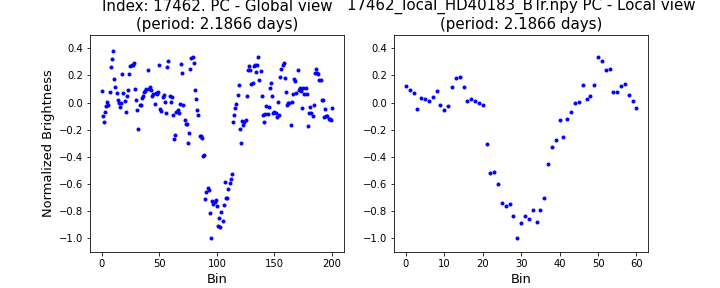 Index: 17462. PC - Global view
(period: 2.1866 days)
17462_local_HD40183_BTr.npy PC - Local view
(period: 2.1866 days)
Normalized Brightness
0.4
0.2
0.0
−0.2
−0.4
−0.6
−0.8
−1.0
0 50 100 150 200
Bin
0.4
0.2
0.0
−0.2
−0.4
−0.6
−0.8
−1.0
0 10 20 30 40 50 60
Bin